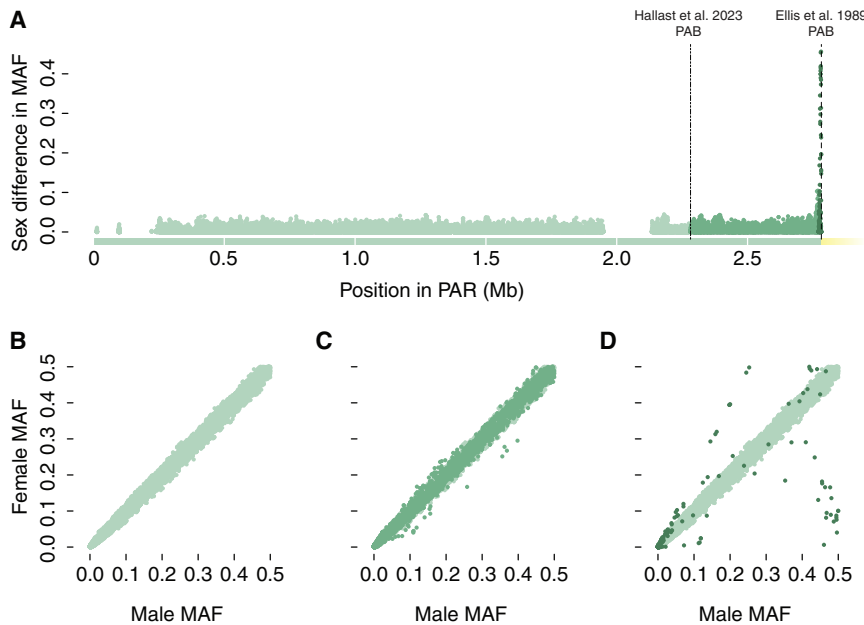 A
Hallast et al. 2023
PAB
Ellis et al. 1989
PAB
Sex difference in MAF
0.4
0.3
0.2
0.1
0.0
0
0.5
1.0
1.5
2.0
2.5
Position in PAR (Mb)
B
Female MAF
0.5
0.4
0.3
0.2
0.1
0.0
0.0 0.1 0.2 0.3 0.4 0.5
Male MAF
C
0.0 0.1 0.2 0.3 0.4 0.5
Male MAF
D
0.0 0.1 0.2 0.3 0.4 0.5
Male MAF